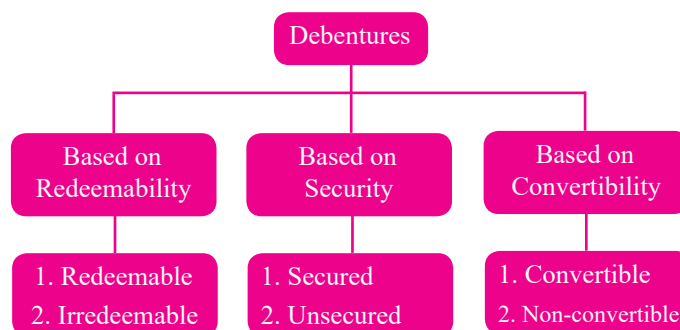 Debentures
Based on
Redeemability
Based on
Security
Based on
Convertibility
1. Redeemable
2. Irredeemable
1. Secured
2. Unsecured
1. Convertible
2. Non-convertible